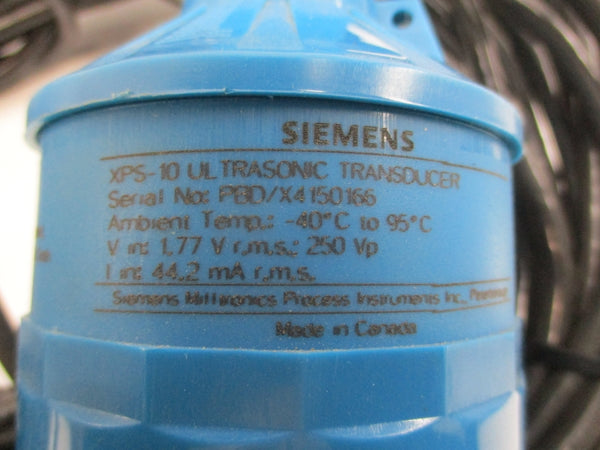 SIEMENS
XPS-10 ULTRASONIC TRANSDUCER
Serial No: PBD/X4150166
Ambient Temp.: -40°C to 95°C
V in: 1.77 V r.m.s.: 250 Vp
I in: 44.2 mA r.m.s.
Siemens Milltronics Process Instruments Inc.,
Made in Canada